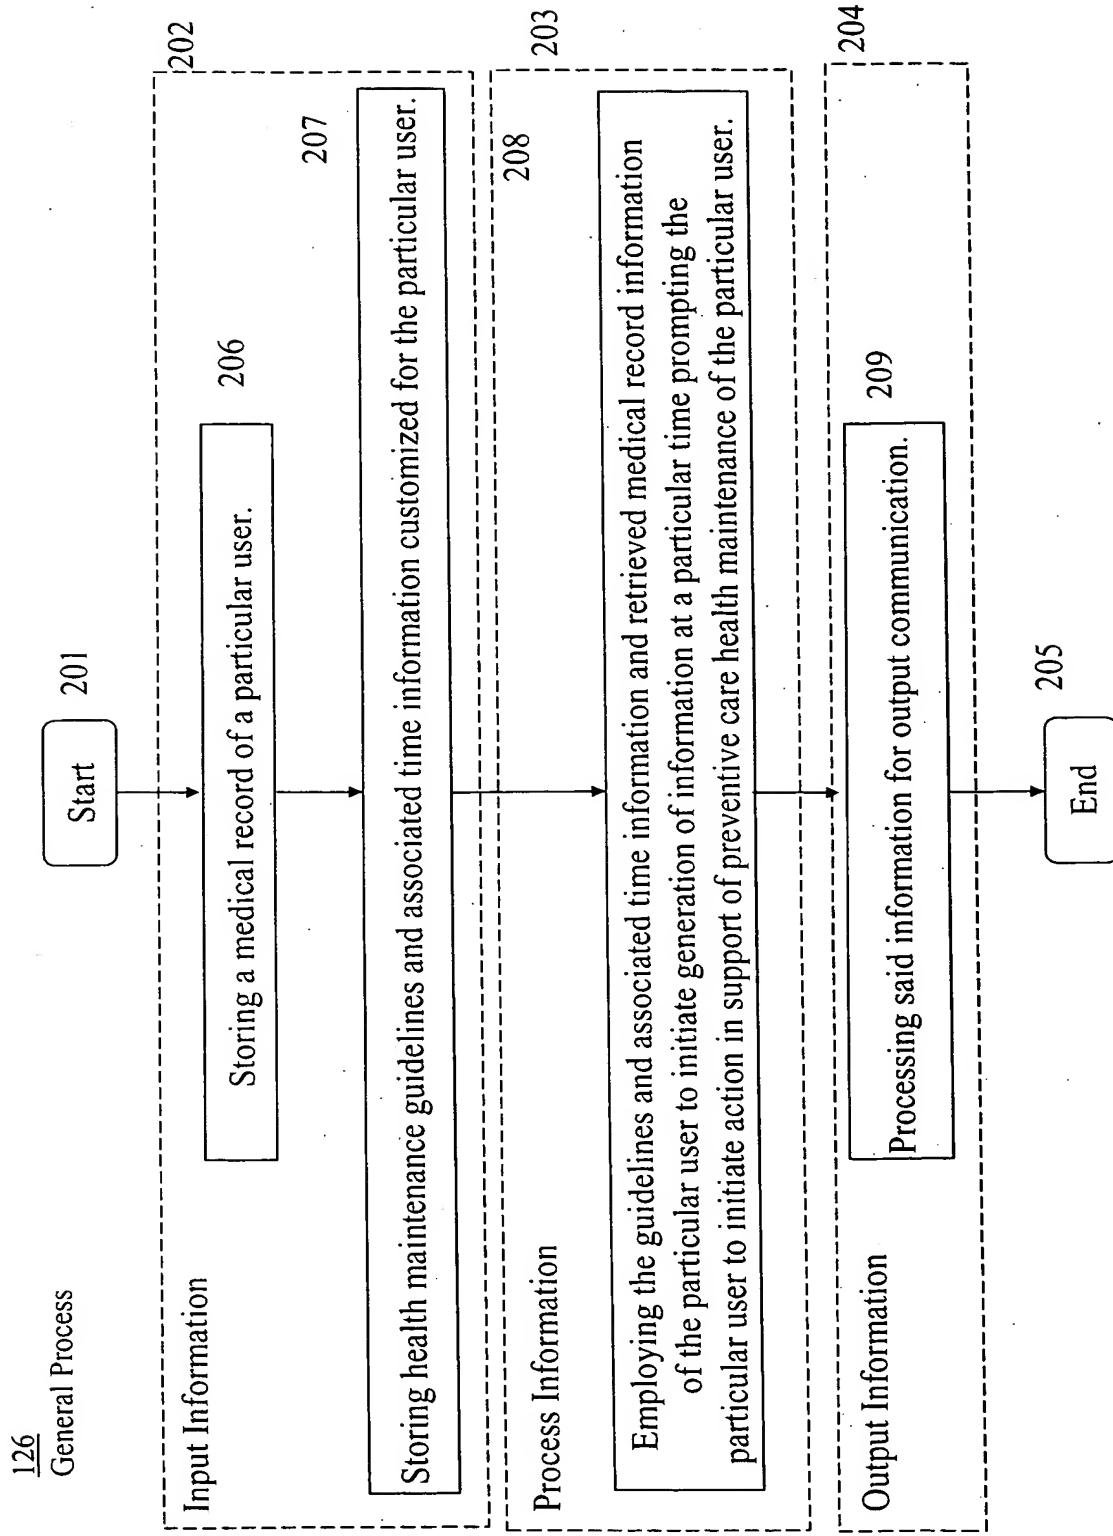 126
General Process
Start
201
Input Information
202
206
Storing a medical record of a particular user.
207
Storing health maintenance guidelines and associated time information customized for the particular user.
Process Information
203
208
Employing the guidelines and associated time information and retrieved medical record information
of the particular user to initiate generation of information at a particular time prompting the
particular user to initiate action in support of preventive care health maintenance of the particular user.
Output Information
204
209
Processing said information for output communication.
End
205